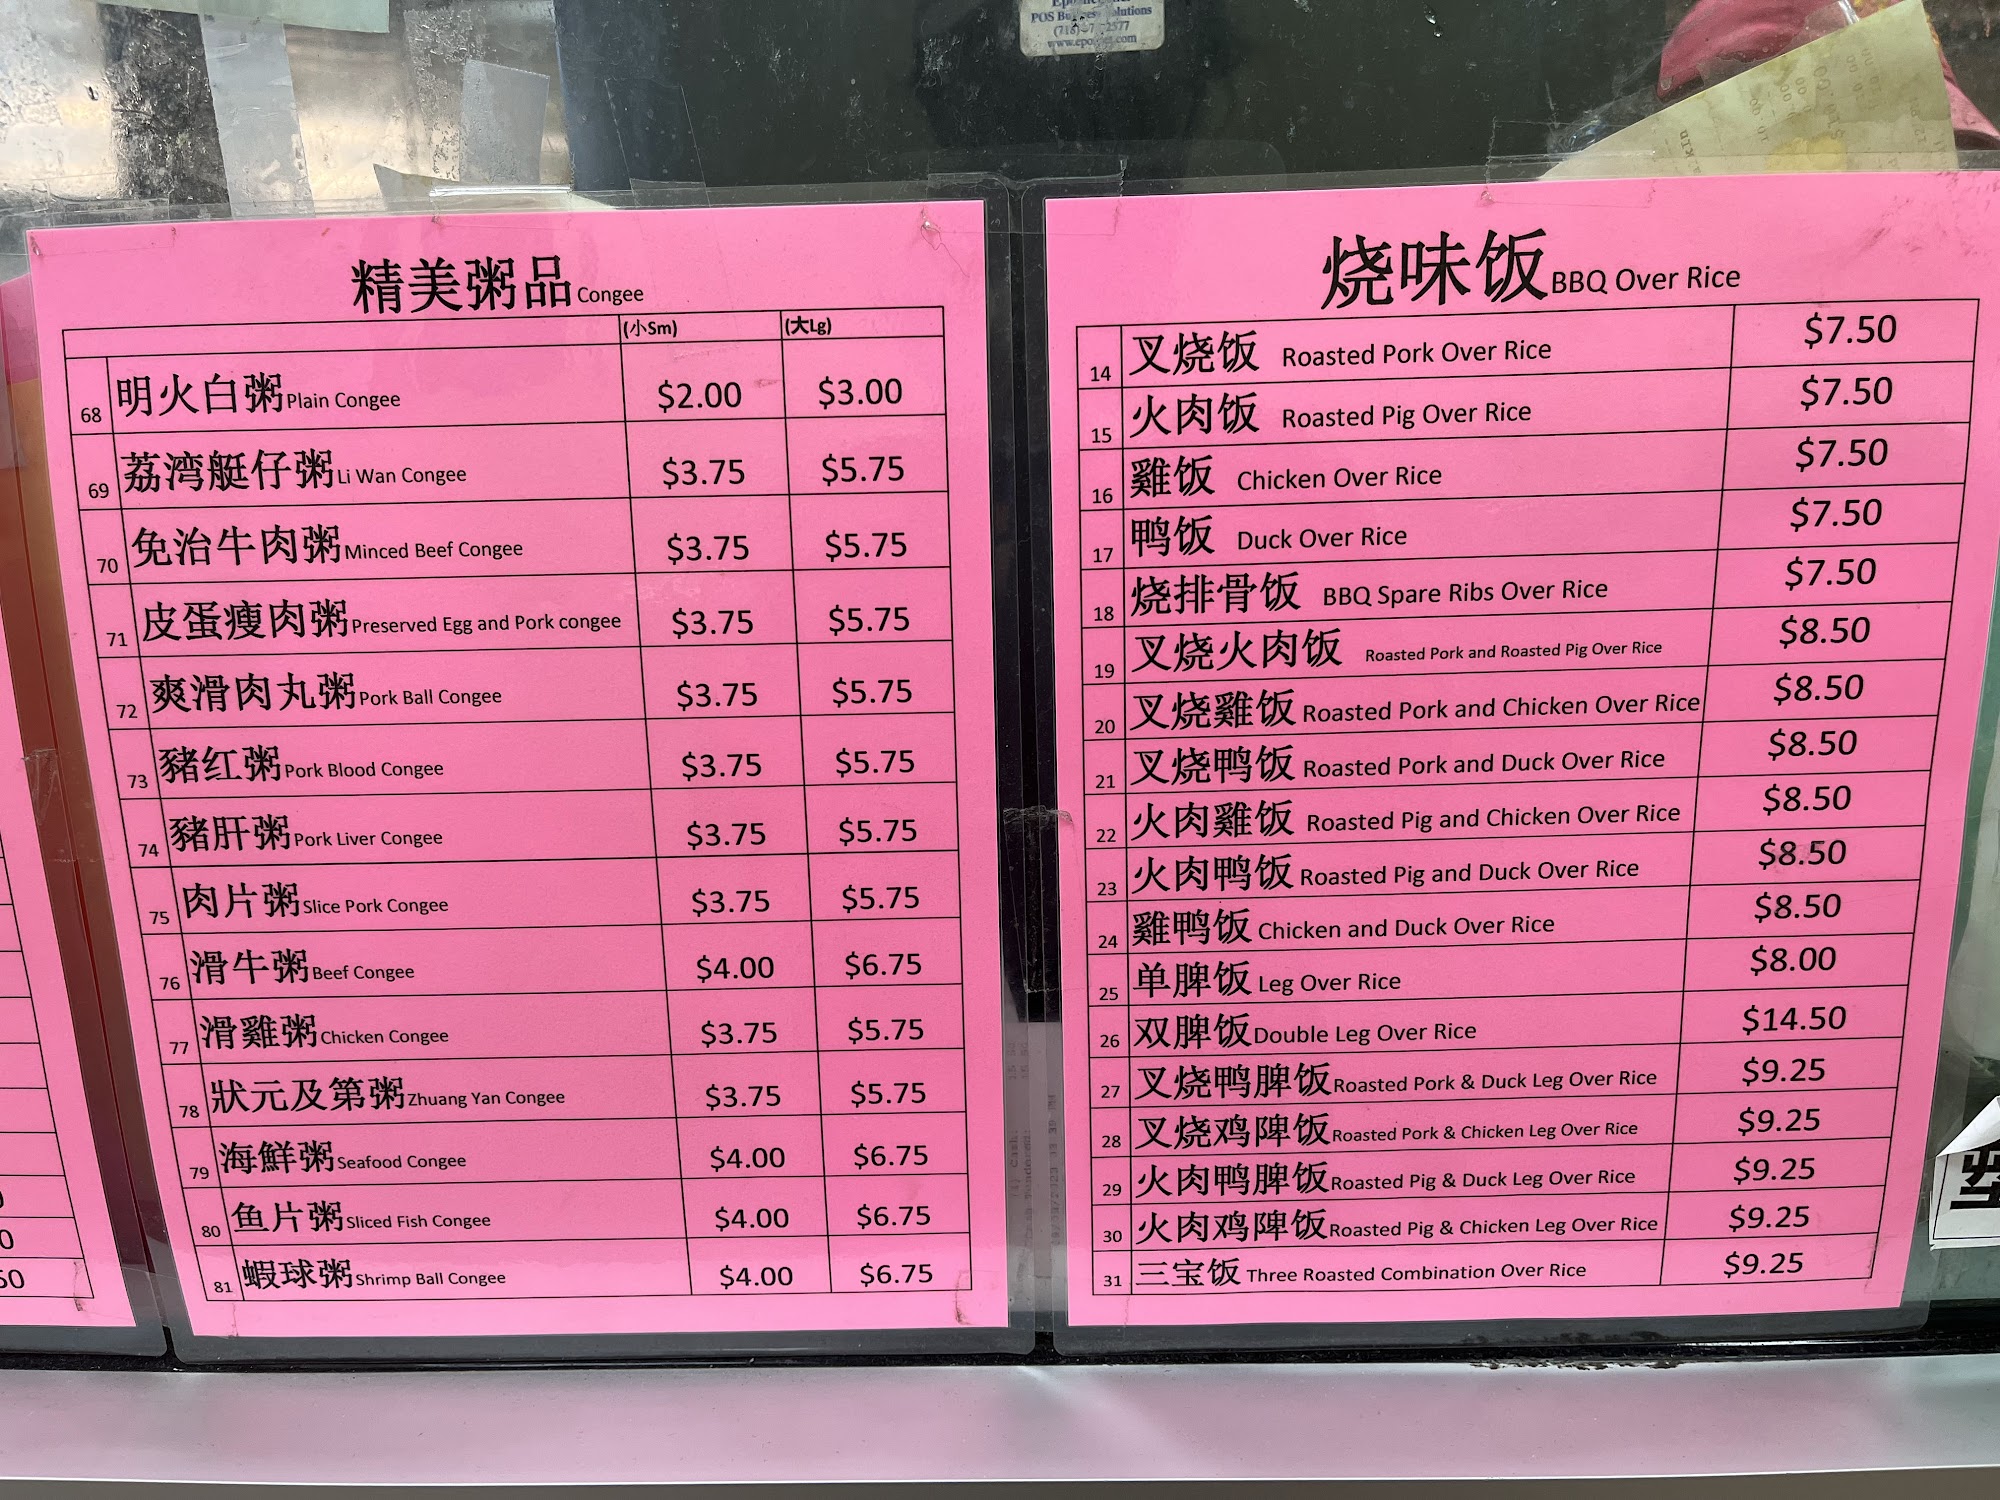 POS Business Solutions
精美粥品 Congee
(小Sm) (大Lg)
68 明火白粥 Plain Congee $2.00 $3.00
69 荔湾艇仔粥 Li Wan Congee $3.75 $5.75
70 免治牛肉粥 Minced Beef Congee $3.75 $5.75
71 皮蛋瘦肉粥 Preserved Egg and Pork congee $3.75 $5.75
72 爽滑肉丸粥 Pork Ball Congee $3.75 $5.75
73 豬红粥 Pork Blood Congee $3.75 $5.75
74 豬肝粥 Pork Liver Congee $3.75 $5.75
75 肉片粥 Slice Pork Congee $3.75 $5.75
76 滑牛粥 Beef Congee $4.00 $6.75
77 滑雞粥 Chicken Congee $3.75 $5.75
78 狀元及第粥 Zhuang Yan Congee $3.75 $5.75
79 海鮮粥 Seafood Congee $4.00 $6.75
80 鱼片粥 Sliced Fish Congee $4.00 $6.75
81 蝦球粥 Shrimp Ball Congee $4.00 $6.75
烧味饭 BBQ Over Rice
14 叉烧饭 Roasted Pork Over Rice $7.50
15 火肉饭 Roasted Pig Over Rice $7.50
16 雞饭 Chicken Over Rice $7.50
17 鸭饭 Duck Over Rice $7.50
18 烧排骨饭 BBQ Spare Ribs Over Rice $7.50
19 叉烧火肉饭 Roasted Pork and Roasted Pig Over Rice $8.50
20 叉烧雞饭 Roasted Pork and Chicken Over Rice $8.50
21 叉烧鸭饭 Roasted Pork and Duck Over Rice $8.50
22 火肉雞饭 Roasted Pig and Chicken Over Rice $8.50
23 火肉鸭饭 Roasted Pig and Duck Over Rice $8.50
24 雞鸭饭 Chicken and Duck Over Rice $8.50
25 单脾饭 Leg Over Rice $8.00
26 双脾饭 Double Leg Over Rice $14.50
27 叉烧鸭脾饭 Roasted Pork & Duck Leg Over Rice $9.25
28 叉烧鸡陴饭 Roasted Pork & Chicken Leg Over Rice $9.25
29 火肉鸭脾饭 Roasted Pig & Duck Leg Over Rice $9.25
30 火肉鸡陴饭 Roasted Pig & Chicken Leg Over Rice $9.25
31 三宝饭 Three Roasted Combination Over Rice $9.25